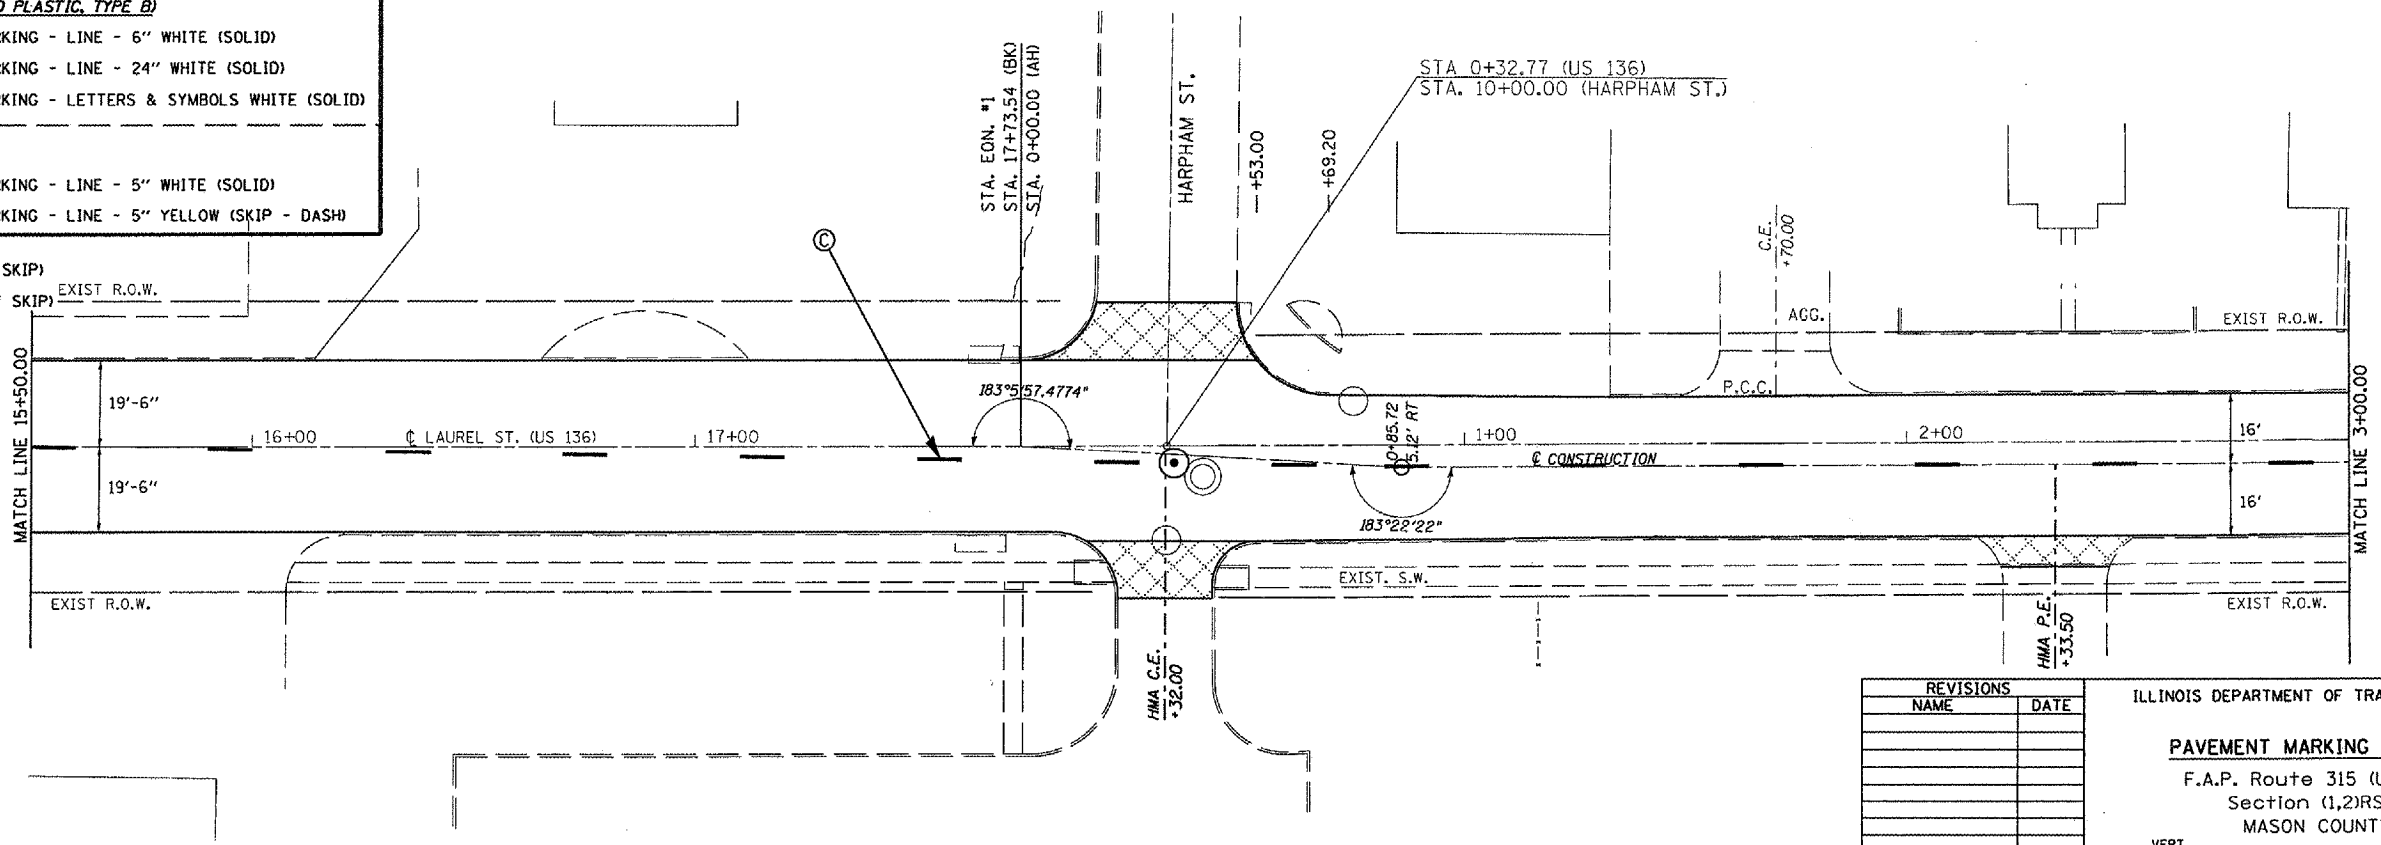 D PLASTIC, TYPE B)
KING - LINE - 6" WHITE (SOLID)
KING - LINE - 24" WHITE (SOLID)
KING - LETTERS & SYMBOLS WHITE (SOLID)
KING - LINE - 5" WHITE (SOLID)
KING - LINE - 5" YELLOW (SKIP - DASH)
SKIP)
SKIP)
EXIST R.O.W.
MATCH LINE 15+50.00
19'-6"
19'-6"
16+00
℄ LAUREL ST. (US 136)
17+00
EXIST R.O.W.
©
STA. EQN. #1
STA. 17+73.54 (BK)
STA. 0+00.00 (AH)
HARPHAM ST.
+53.00
+69.20
STA 0+32.77 (US 136)
STA. 10+00.00 (HARPHAM ST.)
183°5'57.4774"
0+85.72
5.12' RT
183°22'22"
1+00
℄ CONSTRUCTION
2+00
C.E.
+70.00
AGG.
P.C.C.
EXIST R.O.W.
16'
16'
MATCH LINE 3+00.00
EXIST. S.W.
EXIST R.O.W.
HMA C.E.
+32.00
HMA P.E.
+33.50
REVISIONS
NAME
DATE
ILLINOIS DEPARTMENT OF TRA
PAVEMENT MARKING
F.A.P. Route 315 (U
Section (1,2)RS
MASON COUNT
VERT